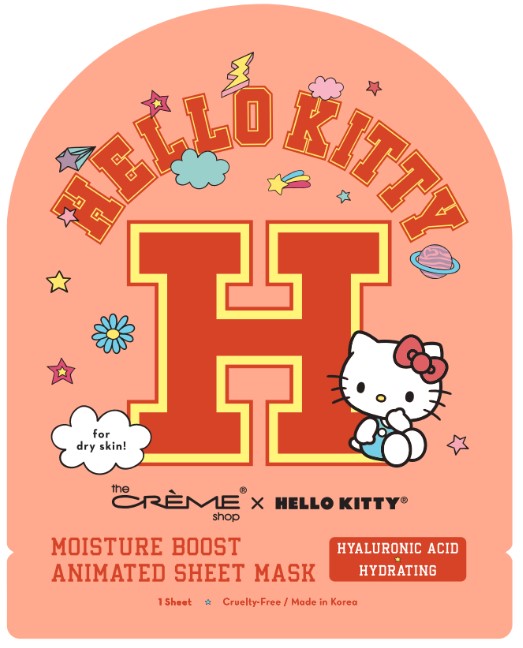 HELLO KITTY
H
for
dry skin!
the
CRÈME® x HELLO KITTY®
shop
MOISTURE BOOST
ANIMATED SHEET MASK
HYALURONIC ACID
HYDRATING
1 Sheet ☆ Cruelty-Free / Made in Korea